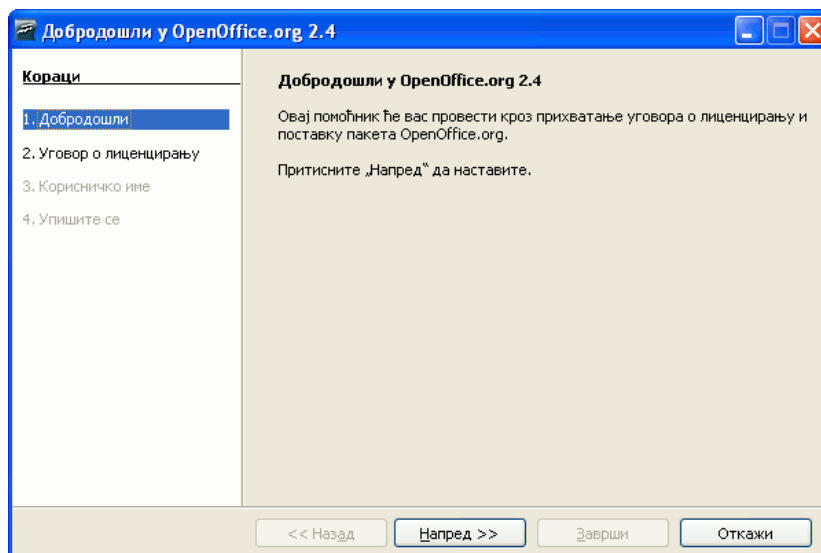 Добродошли у OpenOffice.org 2.4
Кораци
1. Добродошли
2. Уговор о лиценцирању
3. Корисничко име
4. Упишите се
Добродошли у OpenOffice.org 2.4
Овај помоћник ће вас провести кроз прихватање уговора о лиценцирању и
поставку пакета OpenOffice.org.
Притисните „Напред“ да наставите.
<< Назад
Напред >>
Заврши
Откажи